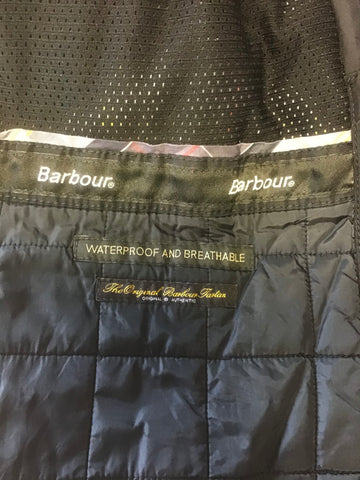 Barbour® Barbour®
WATERPROOF AND BREATHABLE
The Original Barbour Tartan
ORIGINAL & AUTHENTIC